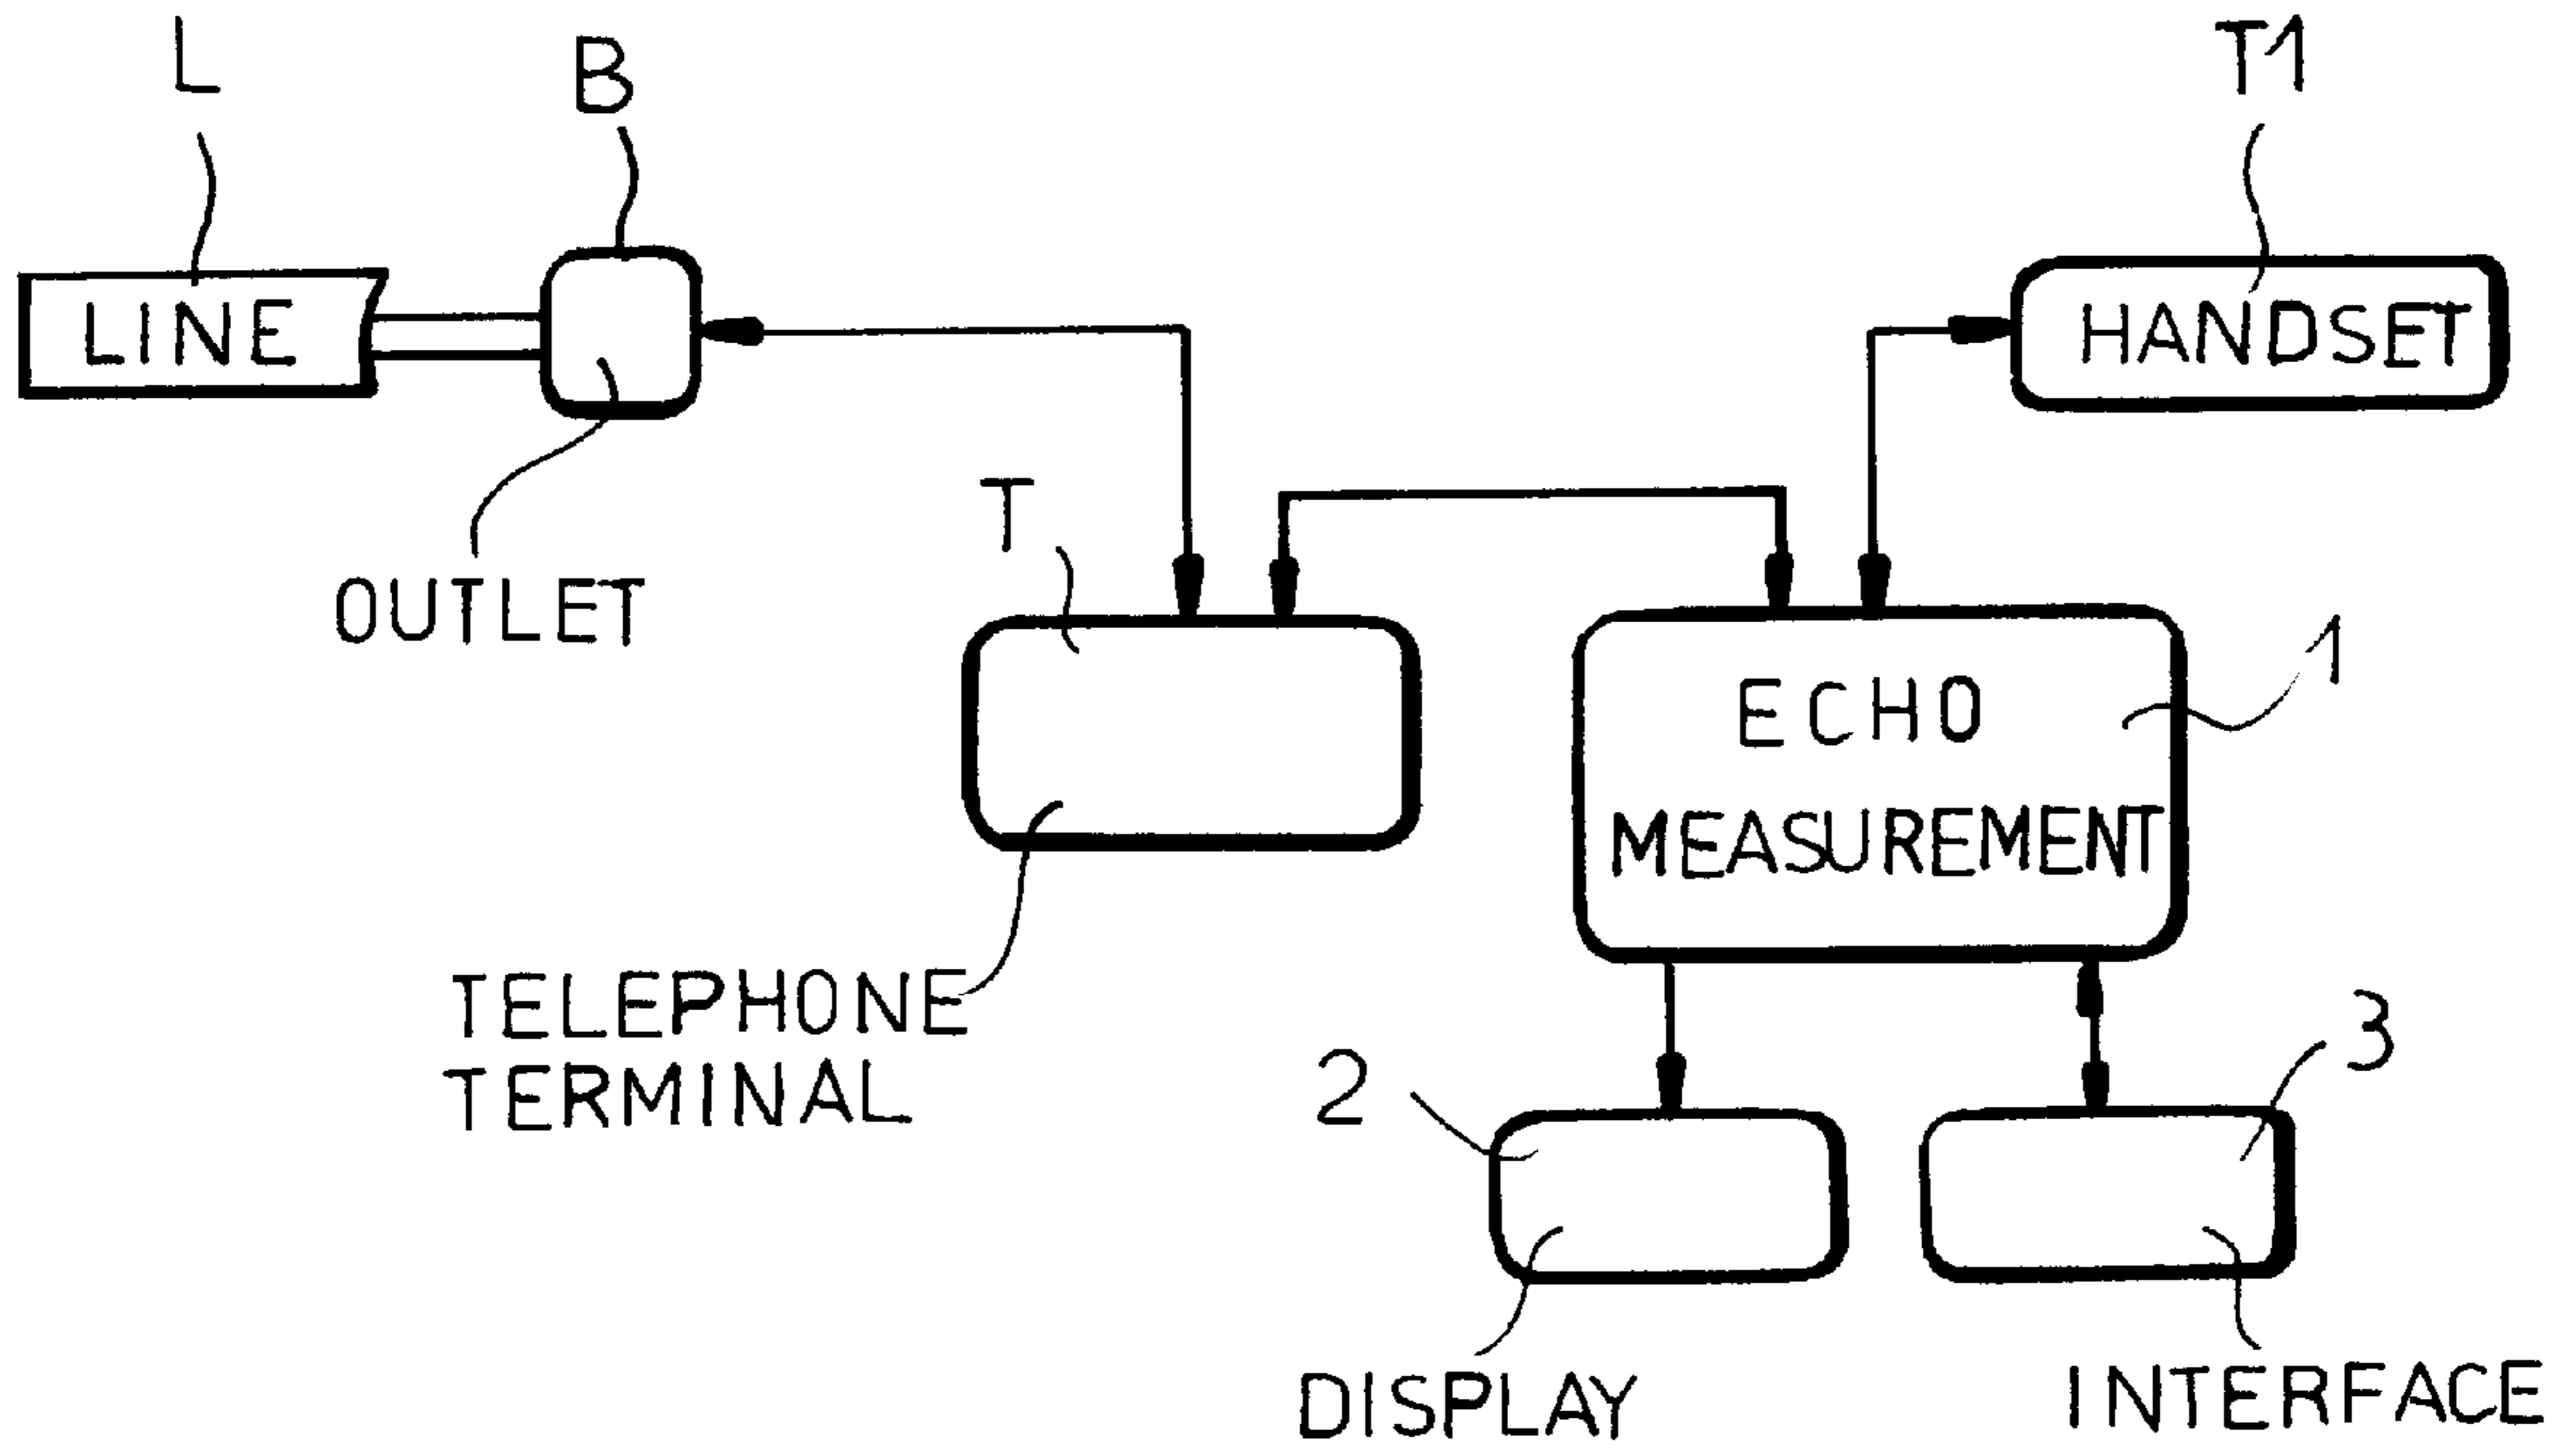 L
B
T1
LINE
HANDSET
T
OUTLET
1
ECHO
MEASUREMENT
TELEPHONE
TERMINAL
2
3
DISPLAY
INTERFACE